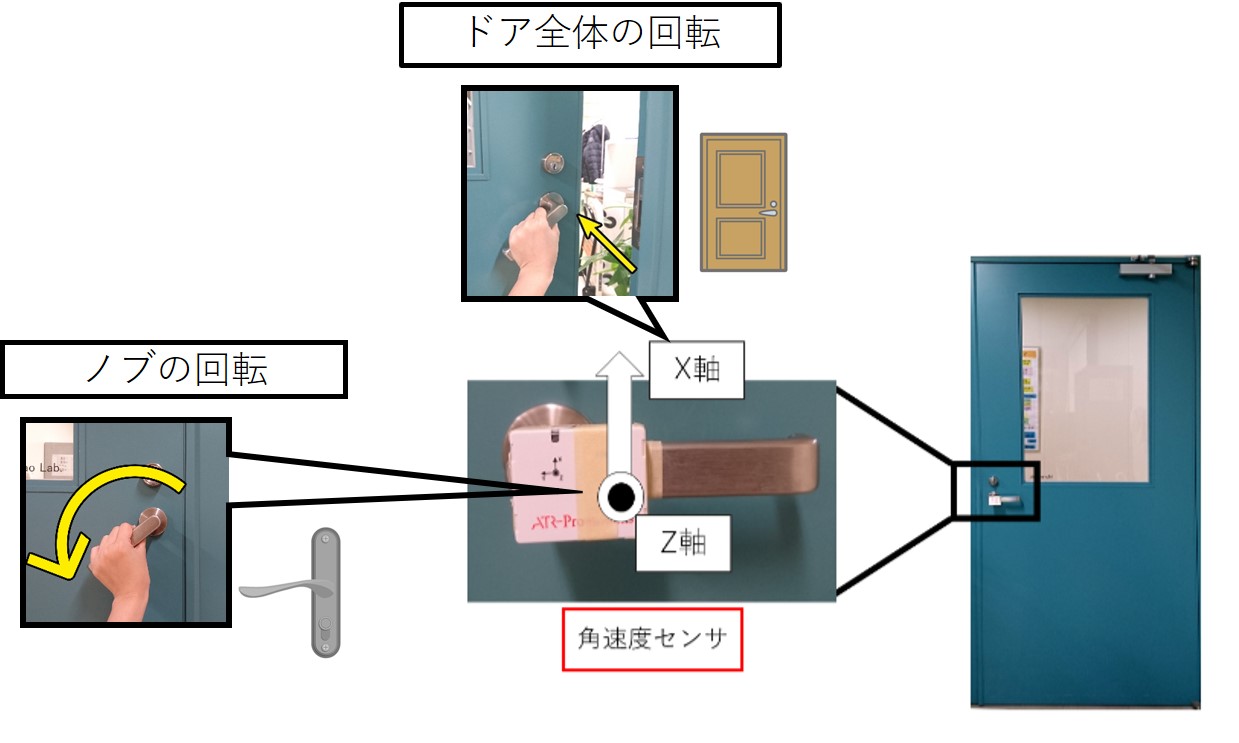 ドア全体の回転
ノブの回転
X軸
no Lab.
ATR-Pro
Z軸
角速度センサ